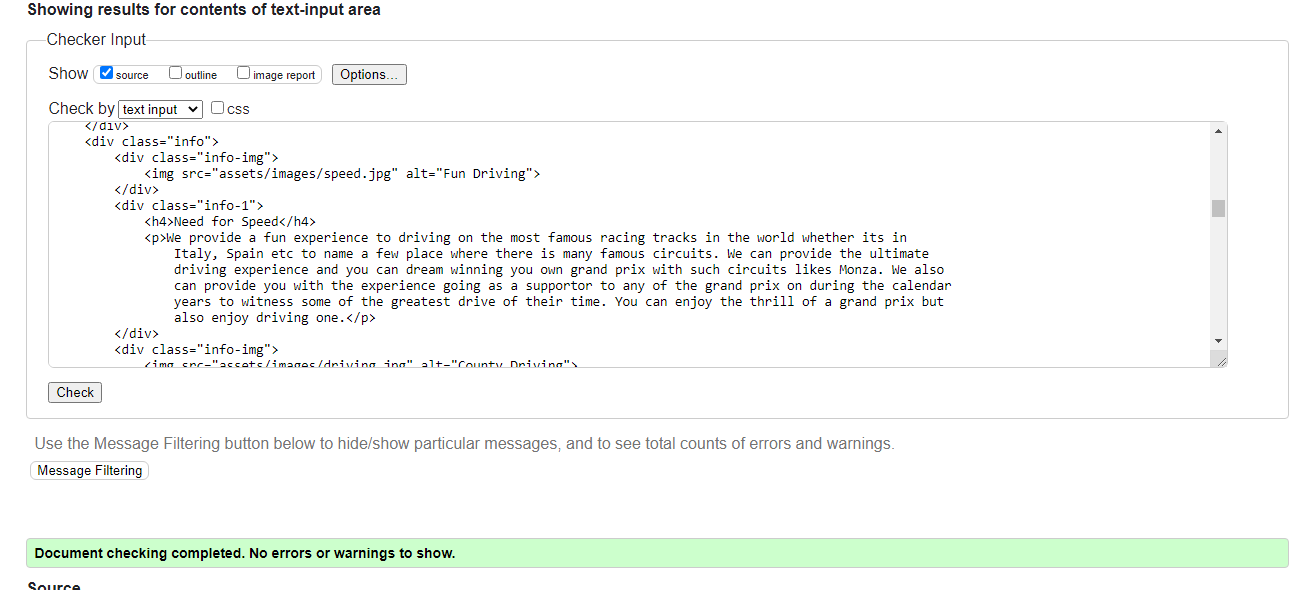 Showing results for contents of text-input area
Checker Input
Show source outline image report Options...
Check by text input css
</div>
<div class="info">
<div class="info-img">
<img src="assets/images/speed.jpg" alt="Fun Driving">
</div>
<div class="info-1">
<h4>Need for Speed</h4>
<p>We provide a fun experience to driving on the most famous racing tracks in the world whether its in
Italy, Spain etc to name a few place where there is many famous circuits. We can provide the ultimate
driving experience and you can dream winning you own grand prix with such circuits likes Monza. We also
can provide you with the experience going as a supportor to any of the grand prix on during the calendar
years to witness some of the greatest drive of their time. You can enjoy the thrill of a grand prix but
also enjoy driving one.</p>
</div>
<div class="info-img">
<img src="assets/images/driving.jpg" alt="County Driving">
Check
Use the Message Filtering button below to hide/show particular messages, and to see total counts of errors and warnings.
Message Filtering
Document checking completed. No errors or warnings to show.
Source